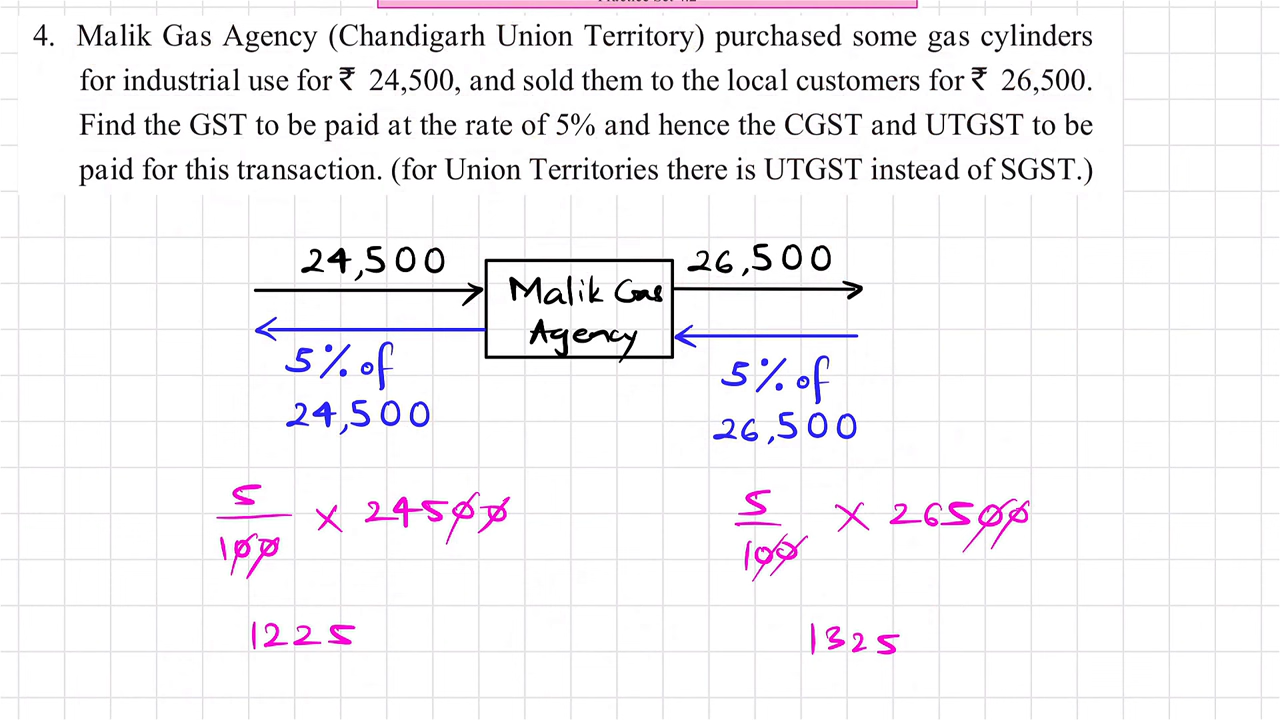 4. Malik Gas Agency (Chandigarh Union Territory) purchased some gas cylinders
for industrial use for ₹ 24,500, and sold them to the local customers for ₹ 26,500.
Find the GST to be paid at the rate of 5% and hence the CGST and UTGST to be
paid for this transaction. (for Union Territories there is UTGST instead of SGST.)
24,500
26,500
Malik Gas
Agency
5% of
24,500
5% of
26,500
5/100 × 24500
5/100 × 26500
1225
1325